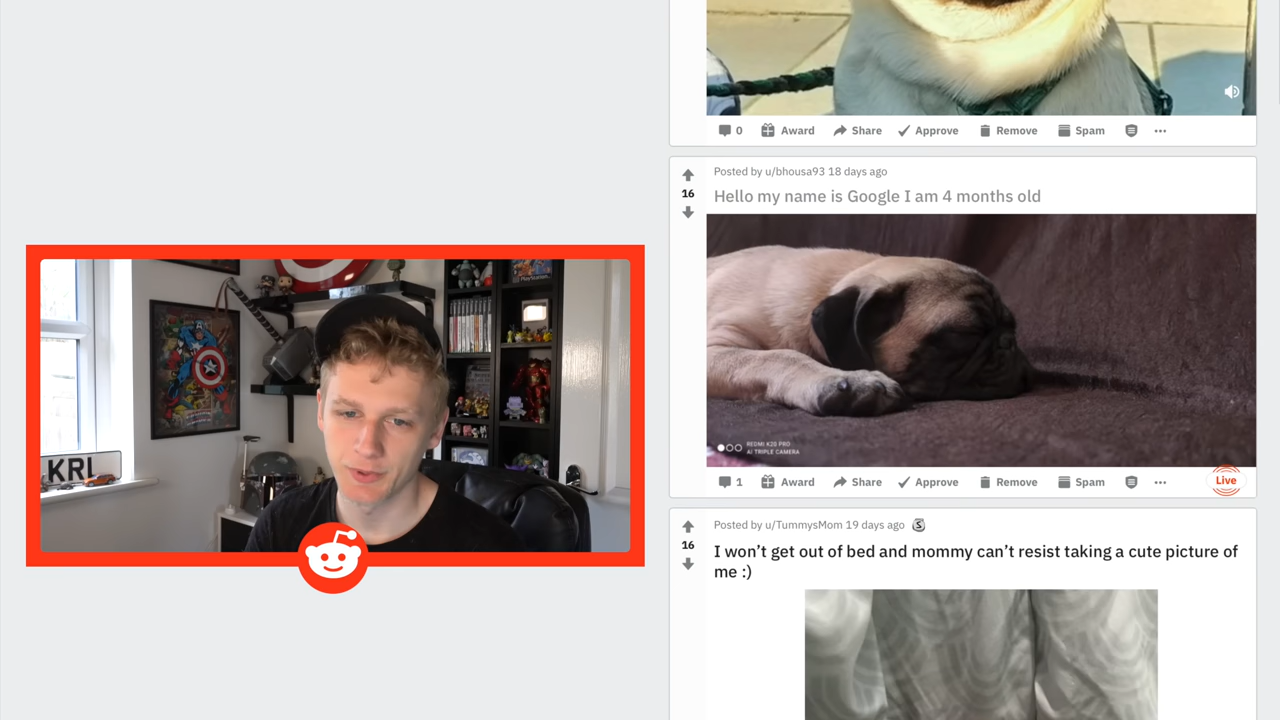 KRL
PlayStation
0
Award
Share
Approve
Remove
Spam
Posted by u/bhousa93 18 days ago
16
Hello my name is Google I am 4 months old
REDMI K20 PRO
AI TRIPLE CAMERA
1
Award
Share
Approve
Remove
Spam
Live
Posted by u/TummysMom 19 days ago
16
I won’t get out of bed and mommy can’t resist taking a cute picture of
me :)